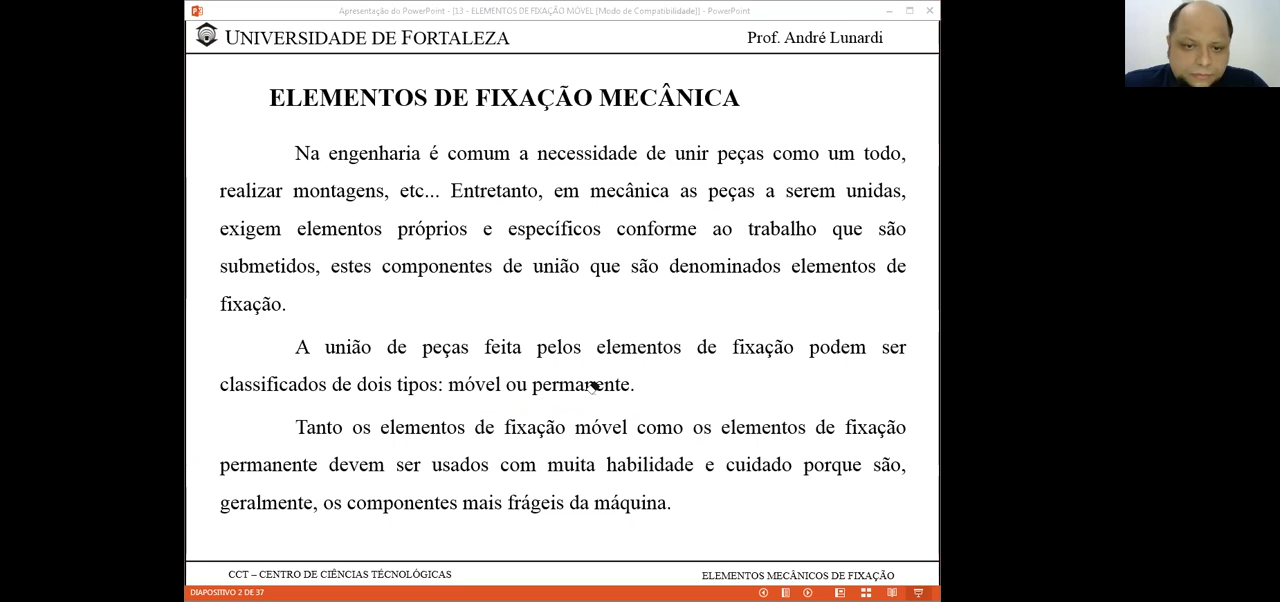 Apresentação do PowerPoint - [13 - ELEMENTOS DE FIXAÇÃO MÓVEL [Modo de Compatibilidade]] - PowerPoint
UNIVERSIDADE DE FORTALEZA
Prof. André Lunardi
ELEMENTOS DE FIXAÇÃO MECÂNICA
Na engenharia é comum a necessidade de unir peças como um todo,
realizar montagens, etc... Entretanto, em mecânica as peças a serem unidas,
exigem elementos próprios e específicos conforme ao trabalho que são
submetidos, estes componentes de união que são denominados elementos de
fixação.
A união de peças feita pelos elementos de fixação podem ser
classificados de dois tipos: móvel ou permanente.
Tanto os elementos de fixação móvel como os elementos de fixação
permanente devem ser usados com muita habilidade e cuidado porque são,
geralmente, os componentes mais frágeis da máquina.
CCT – CENTRO DE CIÊNCIAS TÉCNOLÓGICAS
ELEMENTOS MECÂNICOS DE FIXAÇÃO
DIAPOSITIVO 2 DE 37